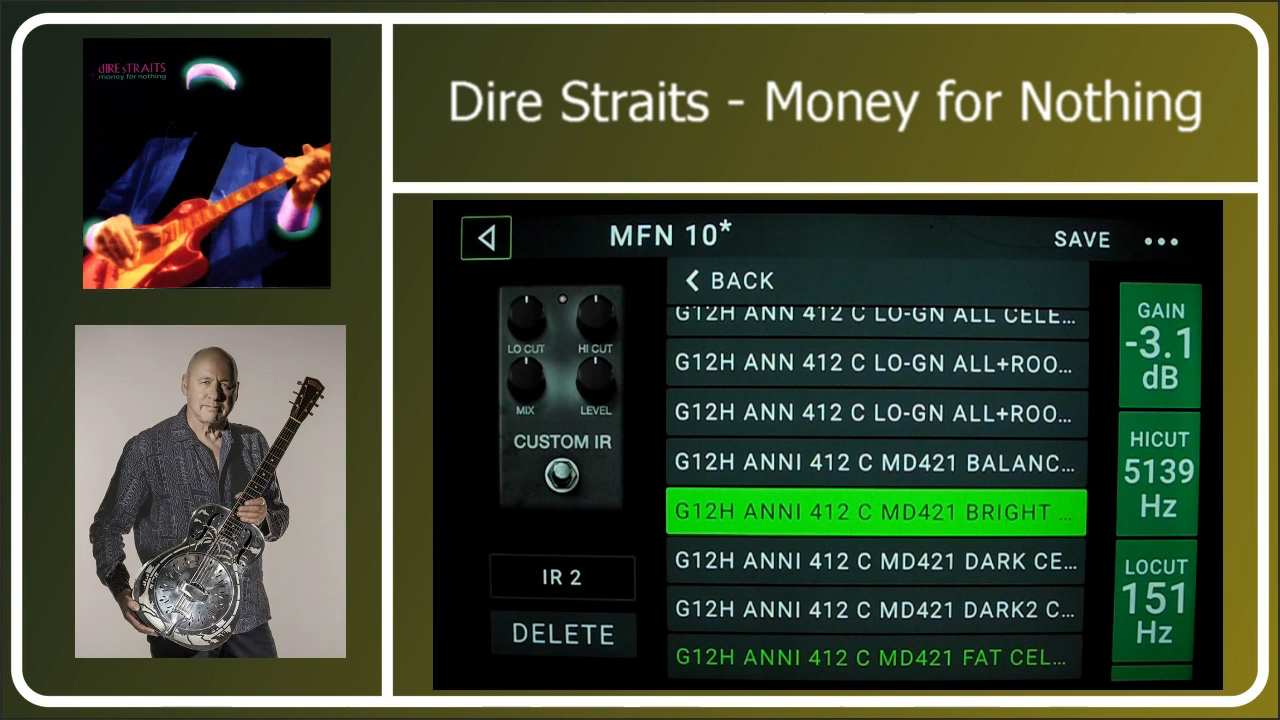 dIRE sTRAITS
money for nothing
Dire Straits - Money for Nothing
MFN 10*
SAVE
BACK
G12H ANN 412 C LO-GN ALL CELE...
G12H ANN 412 C LO-GN ALL+ROO...
G12H ANN 412 C LO-GN ALL+ROO...
G12H ANNI 412 C MD421 BALANC...
G12H ANNI 412 C MD421 BRIGHT ...
G12H ANNI 412 C MD421 DARK CE...
G12H ANNI 412 C MD421 DARK2 C...
G12H ANNI 412 C MD421 FAT CEL...
LO CUT
HI CUT
MIX
LEVEL
CUSTOM IR
IR 2
DELETE
GAIN
-3.1
dB
HICUT
5139
Hz
LOCUT
151
Hz